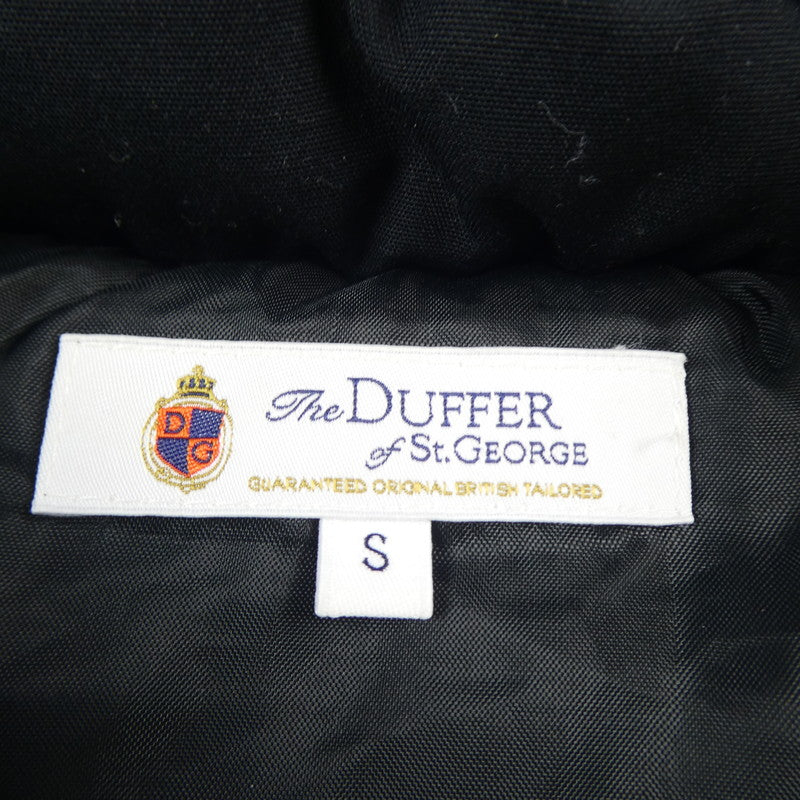 The DUFFER
of St. GEORGE
GUARANTEED ORIGINAL BRITISH TAILORED
D
G
S